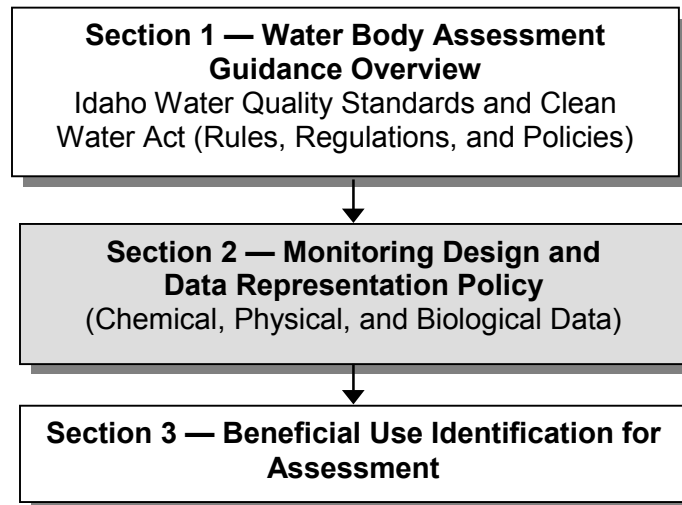 Section 1 — Water Body Assessment
Guidance Overview
Idaho Water Quality Standards and Clean
Water Act (Rules, Regulations, and Policies)
Section 2 — Monitoring Design and
Data Representation Policy
(Chemical, Physical, and Biological Data)
Section 3 — Beneficial Use Identification for
Assessment